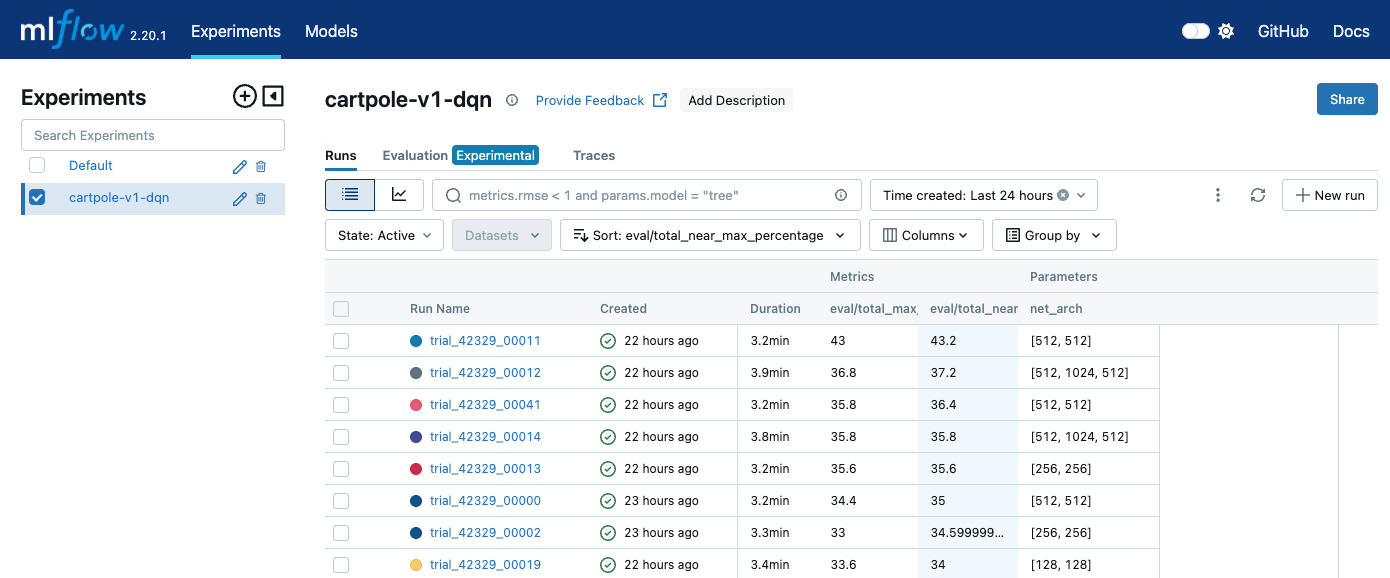 mlflow 2.20.1 Experiments Models GitHub Docs
Experiments
Search Experiments
Default
cartpole-v1-dqn
cartpole-v1-dqn Provide Feedback Add Description Share
Runs Evaluation Experimental Traces
metrics.rmse < 1 and params.model = "tree" Time created: Last 24 hours New run
State: Active Datasets Sort: eval/total_near_max_percentage Columns Group by
Metrics Parameters
Run Name Created Duration eval/total_max_ eval/total_near net_arch
trial_42329_00011 22 hours ago 3.2min 43 43.2 [512, 512]
trial_42329_00012 22 hours ago 3.9min 36.8 37.2 [512, 1024, 512]
trial_42329_00041 22 hours ago 3.2min 35.8 36.4 [512, 512]
trial_42329_00014 22 hours ago 3.8min 35.8 35.8 [512, 1024, 512]
trial_42329_00013 22 hours ago 3.2min 35.6 35.6 [256, 256]
trial_42329_00000 23 hours ago 3.2min 34.4 35 [512, 512]
trial_42329_00002 23 hours ago 3.3min 33 34.599999... [256, 256]
trial_42329_00019 22 hours ago 3.4min 33.6 34 [128, 128]